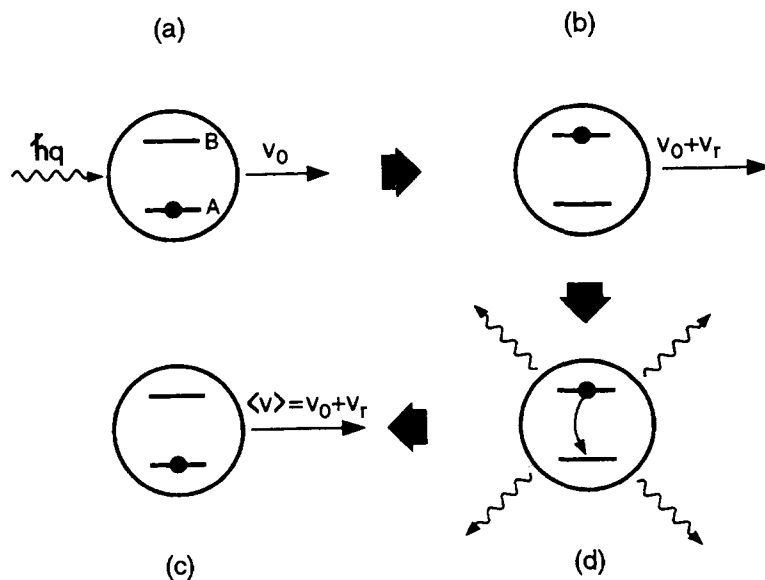 (a)
(b)
ħq
B
A
v₀
v₀+vᵣ
⟨v⟩=v₀+vᵣ
(c)
(d)